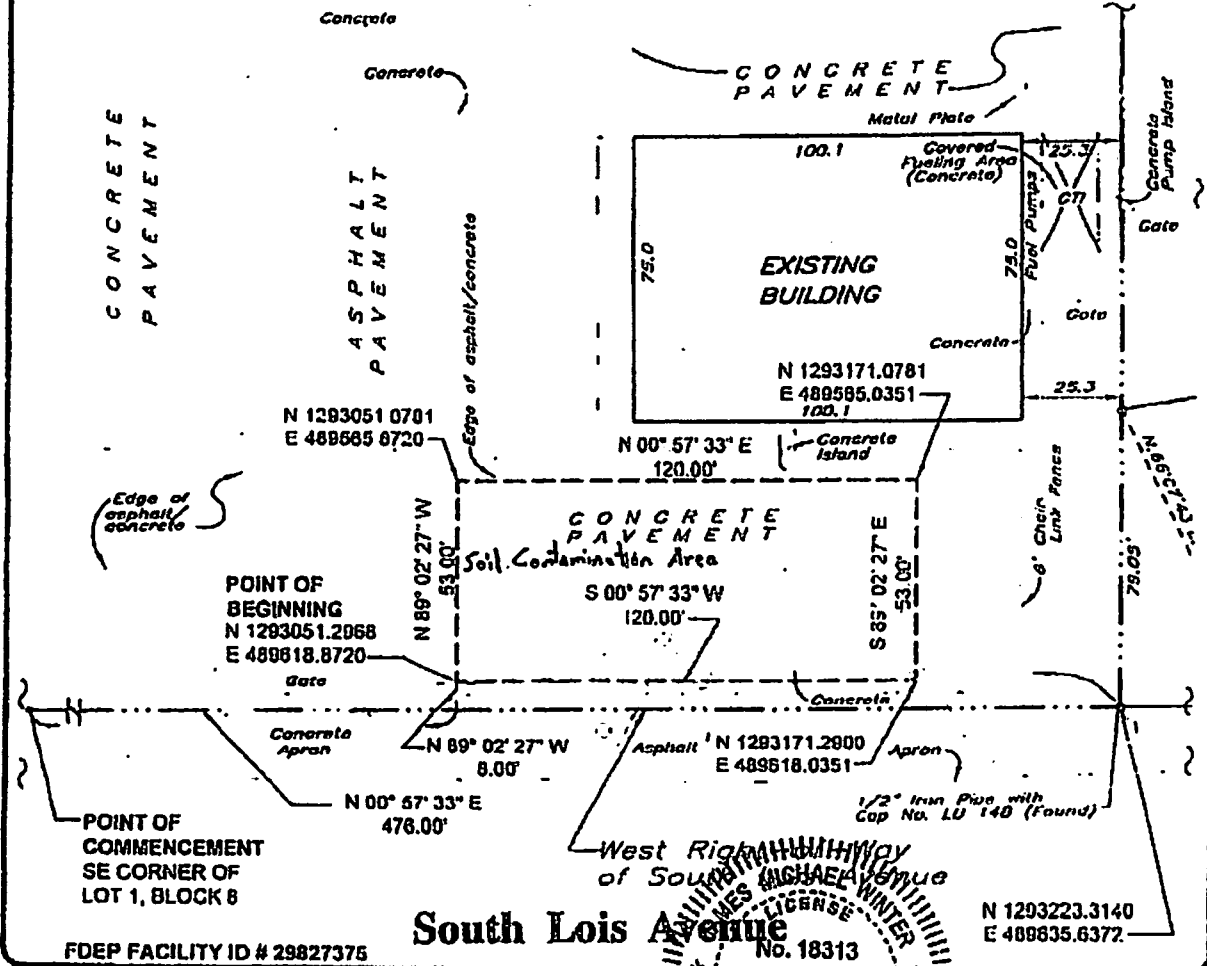 Concrete
Concrete
CONCRETE
PAVEMENT
Metal Plate
CONCRETE
PAVEMENT
ASPHALT
PAVEMENT
Edge of asphalt/concrete
100.1
Covered
Fueling Area
(Concrete)
25.3
Concrete
Pump Island
Gate
75.0
EXISTING
BUILDING
75.0
Fuel Pumps
Gate
Concrete
N 1293171.0781
E 489565.0351
100.1
25.3
N 1293051.0781
E 489565.8720
N 00° 57' 33" E
120.00'
Concrete
Island
Edge of
asphalt/
concrete
CONCRETE
PAVEMENT
Soil Contamination Area
6' Chain
Link Fence
79.05'
N 89° 02' 27" W
53.00'
S 89° 02' 27" E
53.00'
POINT OF
BEGINNING
N 1293051.2968
E 489618.8720
S 00° 57' 33" W
120.00'
Gate
Concrete
Concrete
Apron
N 89° 02' 27" W
8.00'
Asphalt
N 1293171.2900
E 489618.0351
Apron
N 00° 57' 33" E
476.00'
1/2" Iron Pipe with
Cap No. LU 140 (Found)
POINT OF
COMMENCEMENT
SE CORNER OF
LOT 1, BLOCK 8
West Right of Way
of South Lois Avenue
South Lois Avenue
MICHAEL WINTER
LICENSE
No. 18313
N 1293223.3140
E 489835.6372
FDEP FACILITY ID # 29827375